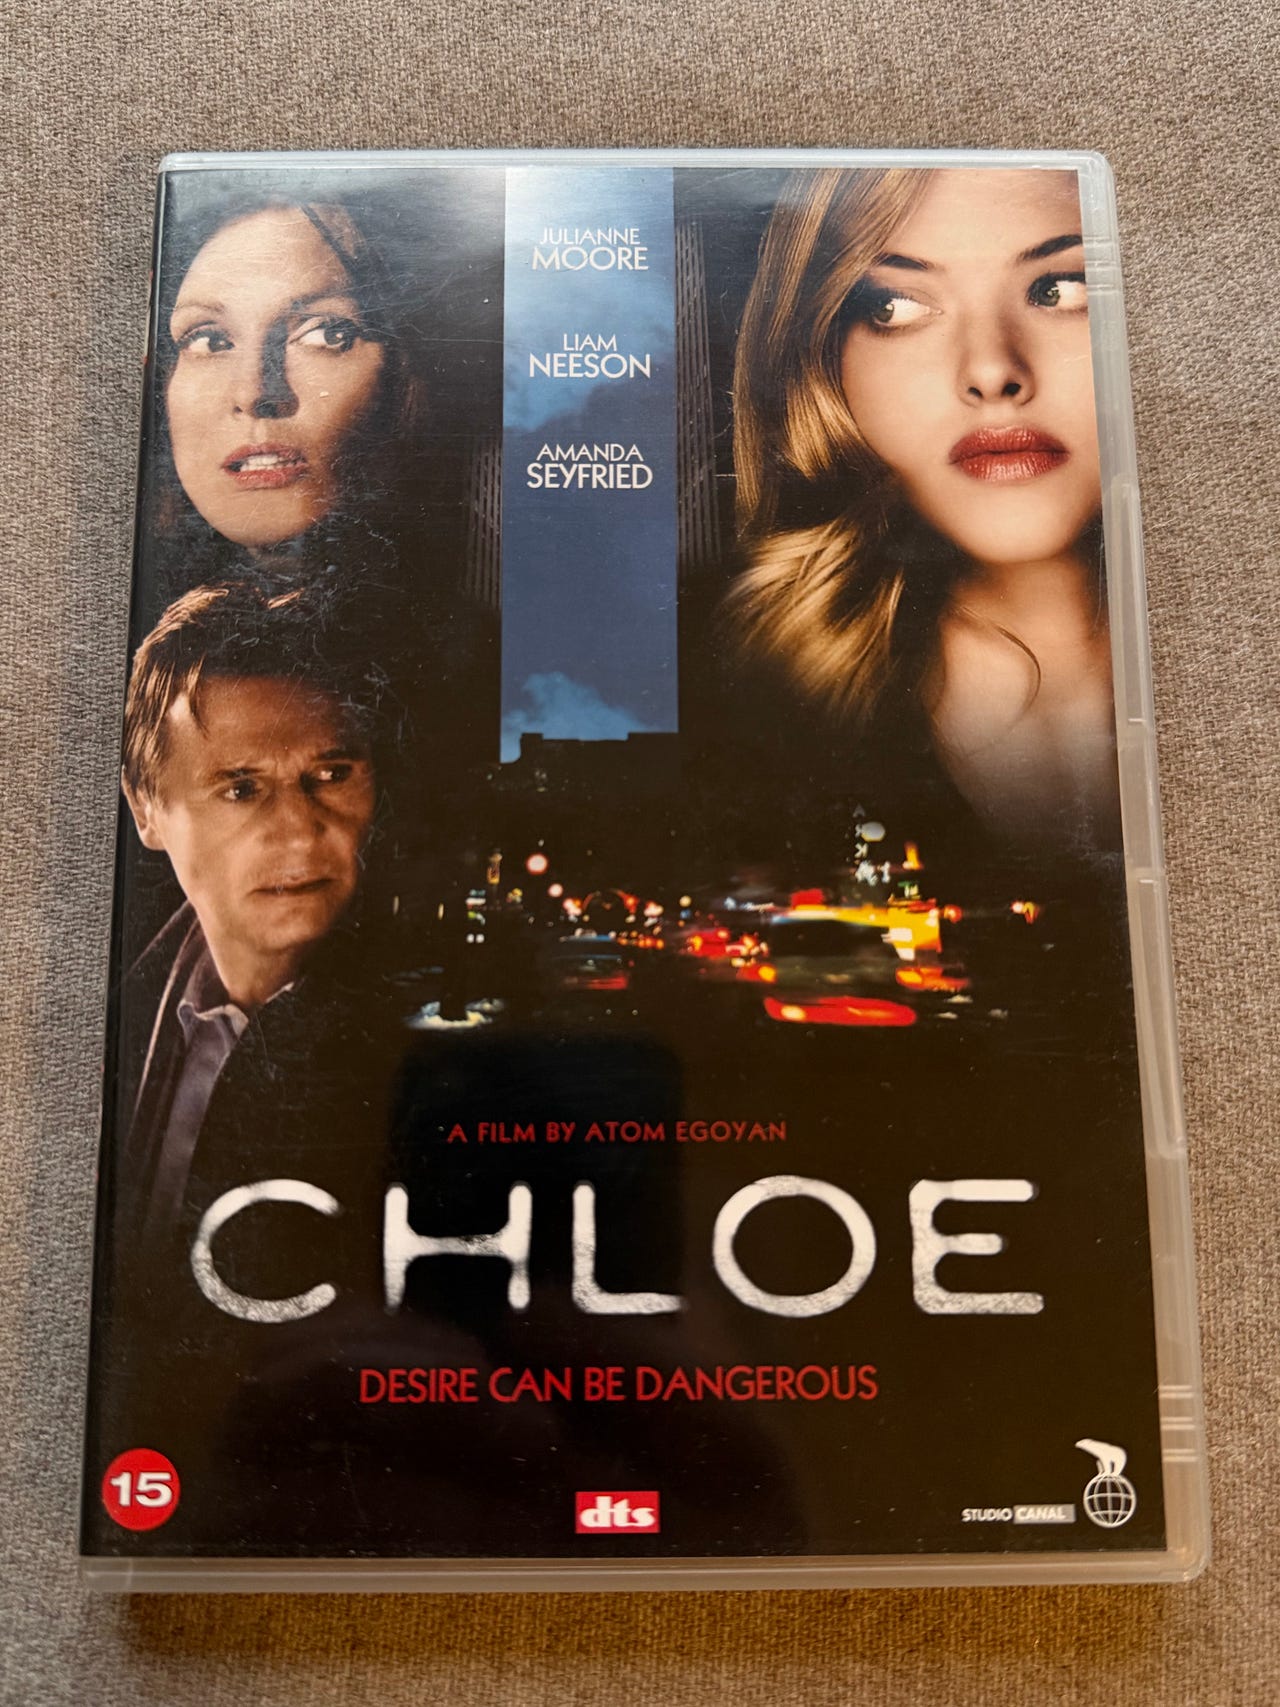 JULIANNE
MOORE
LIAM
NEESON
AMANDA
SEYFRIED
A FILM BY ATOM EGOYAN
CHLOE
DESIRE CAN BE DANGEROUS
15
dts
STUDIO CANAL